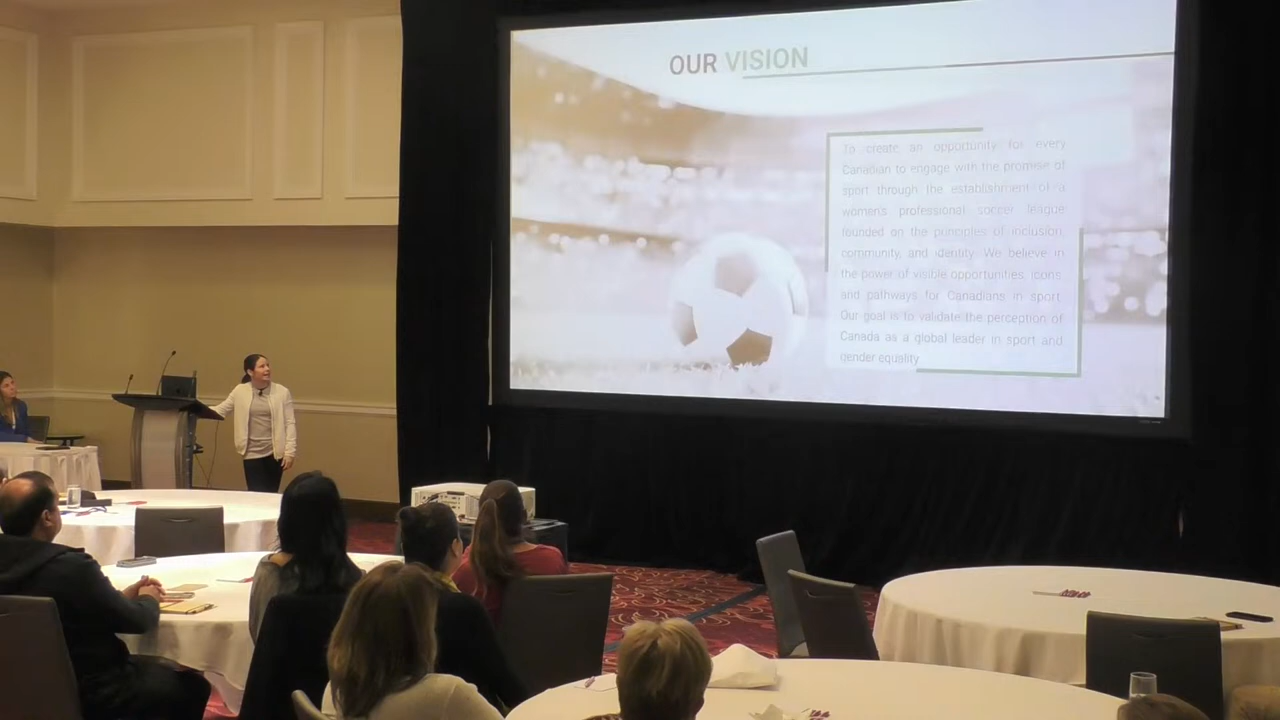 OUR VISION
To create an opportunity for every
Canadian to engage with the promise of
sport through the establishment of a
women's professional soccer league
founded on the principles of inclusion,
community, and identity. We believe in
the power of visible opportunities, icons,
and pathways for Canadians in sport.
Our goal is to validate the perception of
Canada as a global leader in sport and
gender equality.